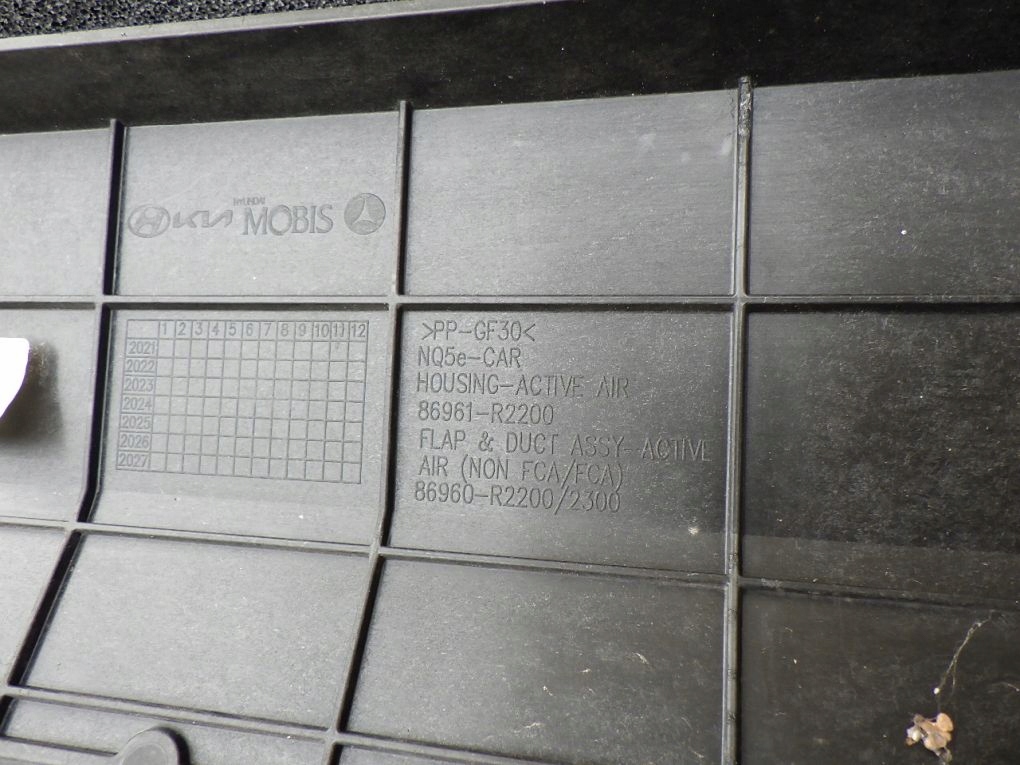 KIA HYUNDAI MOBIS
1 2 3 4 5 6 7 8 9 10 11 12
2021
2022
2023
2024
2025
2026
2027
>PP-GF30<
NQ5e-CAR
HOUSING-ACTIVE AIR
86961-R2200
FLAP & DUCT ASSY-ACTIVE
AIR (NON FCA/FCA)
86960-R2200/2300